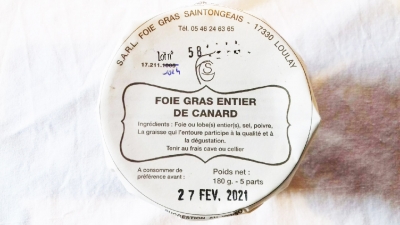 S.A.R.L. FOIE GRAS SAINTONGEAIS - 17330 LOULAY
Tél. 05 46 24 63 65
lot n° 58
17.211.
FOIE GRAS ENTIER
DE CANARD
Ingrédients : Foie ou lobe(s) entier(s), sel, poivre.
La graisse qui l'entoure participe à la qualité et à
la dégustation.
Tenir au frais cave ou cellier
A consommer de
préférence avant :
Poids net :
180 g. - 5 parts
27 FEV. 2021